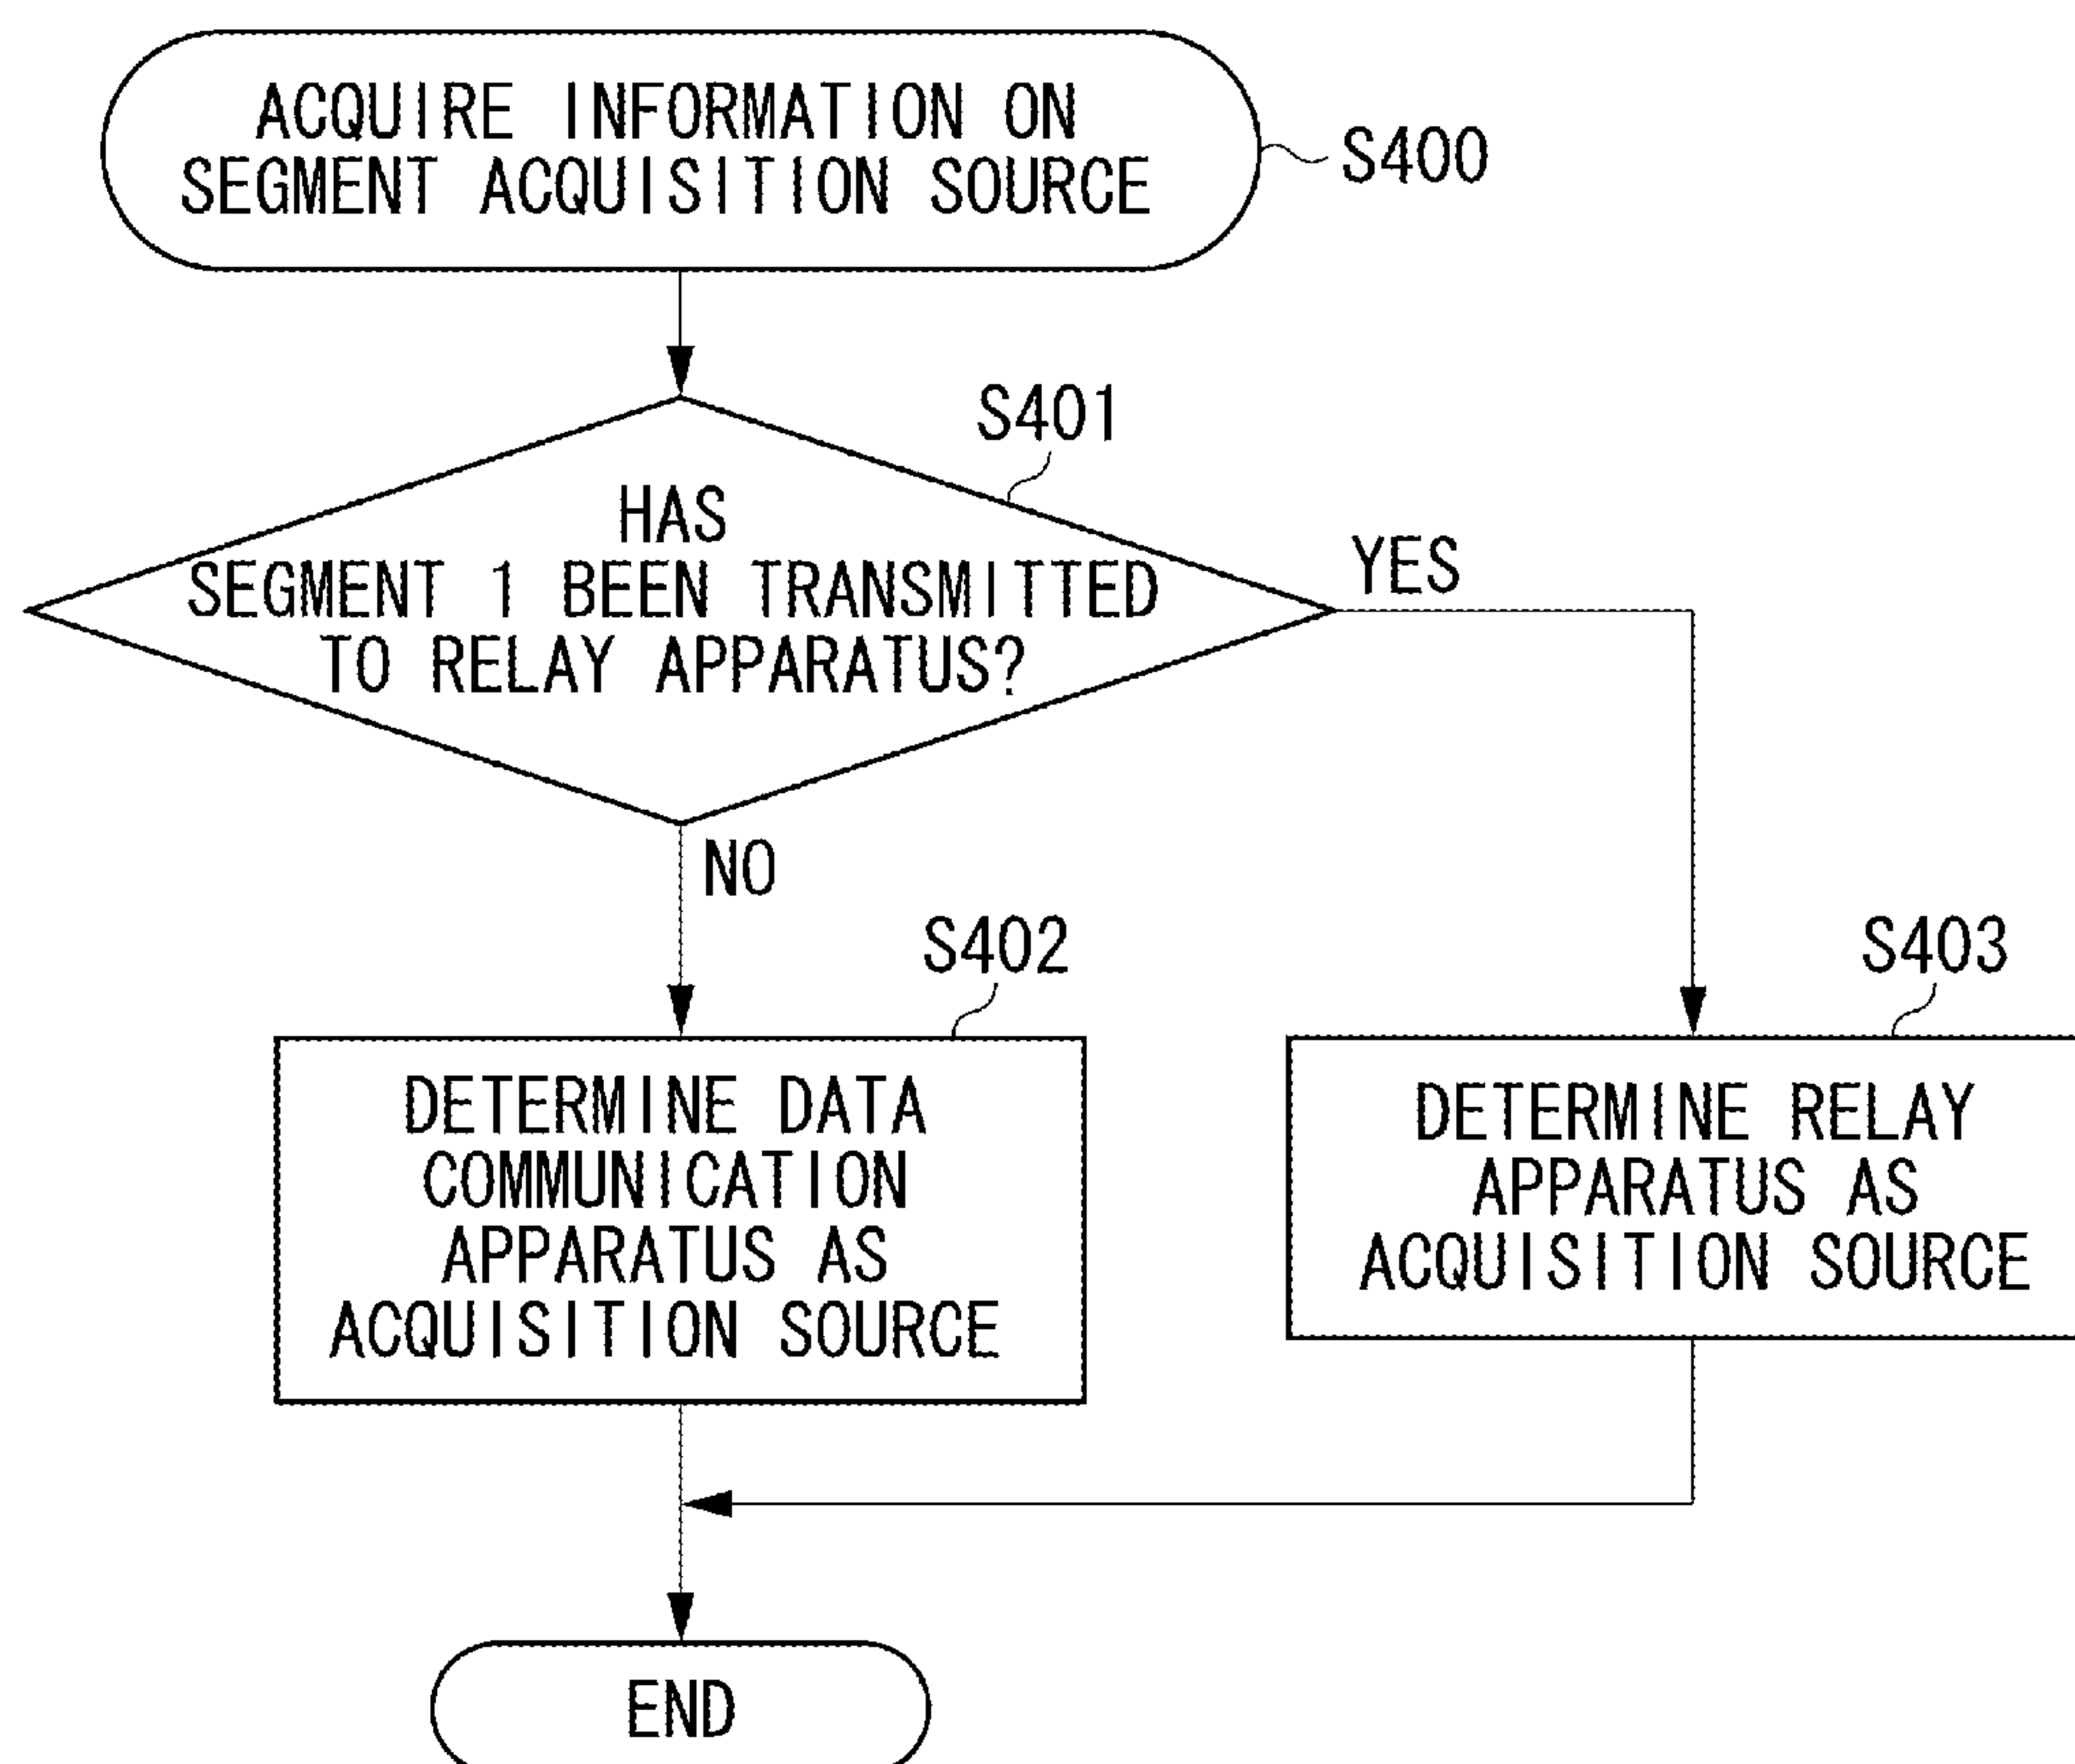 ACQUIRE INFORMATION ON
SEGMENT ACQUISITION SOURCE
S400
S401
HAS
SEGMENT 1 BEEN TRANSMITTED
TO RELAY APPARATUS?
YES
NO
S402
DETERMINE DATA
COMMUNICATION
APPARATUS AS
ACQUISITION SOURCE
S403
DETERMINE RELAY
APPARATUS AS
ACQUISITION SOURCE
END